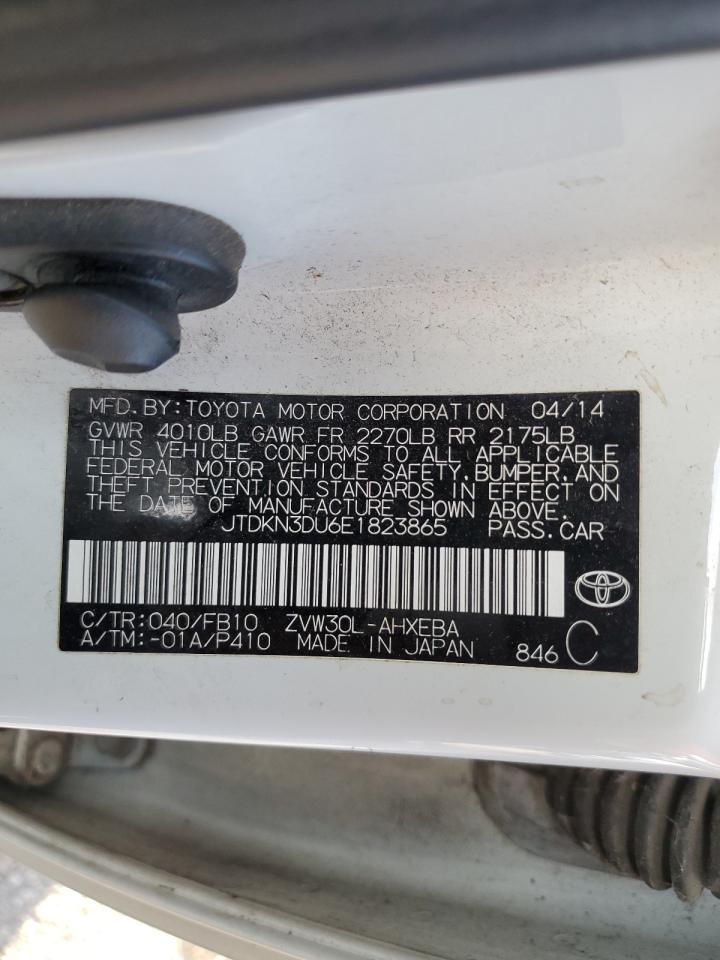 MFD. BY: TOYOTA MOTOR CORPORATION 04/14
GVWR 4010LB GAWR FR 2270LB RR 2175LB
THIS VEHICLE CONFORMS TO ALL APPLICABLE
FEDERAL MOTOR VEHICLE SAFETY, BUMPER, AND
THEFT PREVENTION STANDARDS IN EFFECT ON
THE DATE OF MANUFACTURE SHOWN ABOVE.
JTDKN3DU6E1823865 PASS. CAR
C/TR: 040/FB10 ZVW30L-AHXEBA
A/TM: -01A/P410 MADE IN JAPAN 846 C